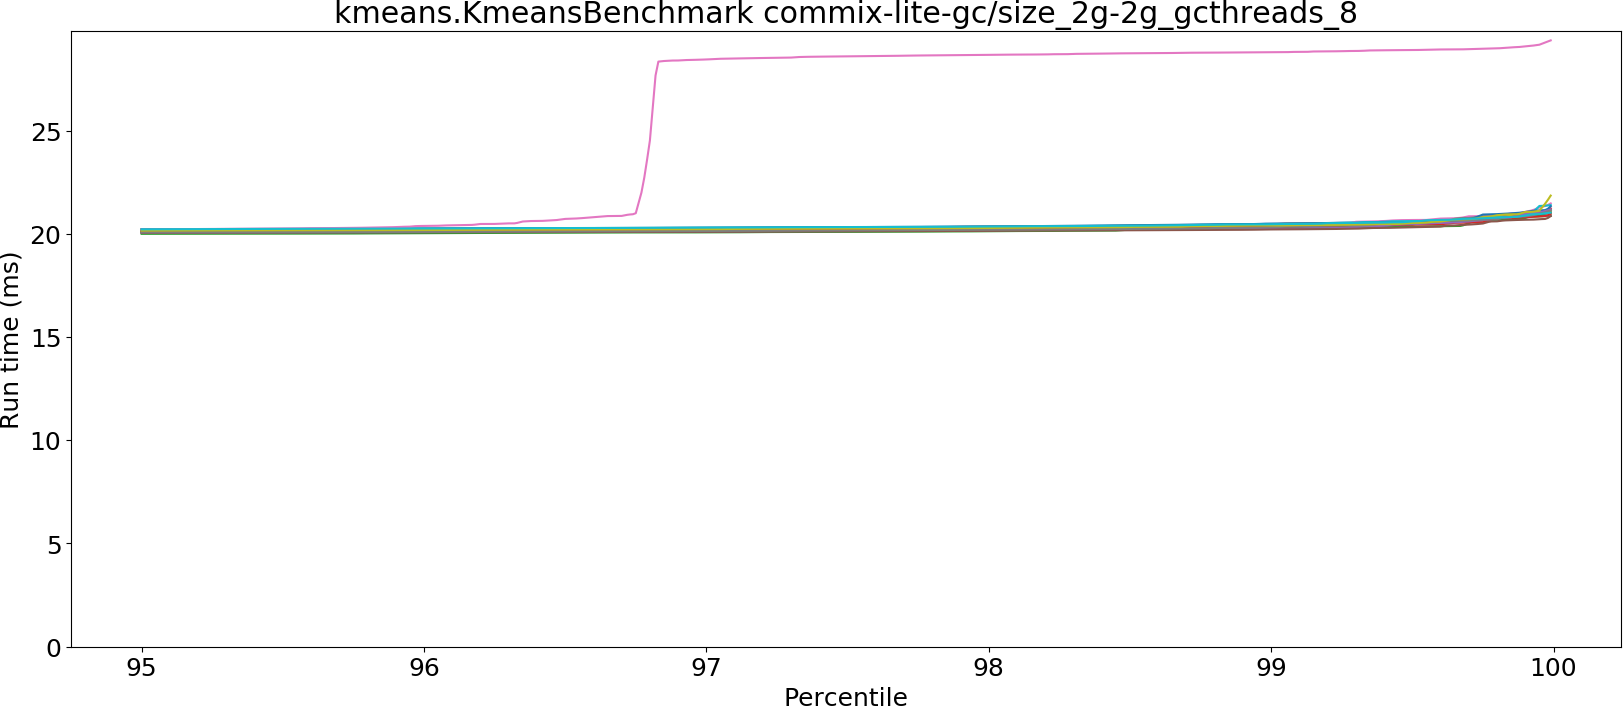 kmeans.KmeansBenchmark commix-lite-gc/size_2g-2g_gcthreads_8
Run time (ms)
25
20
15
10
5
0
95 96 97 98 99 100
Percentile